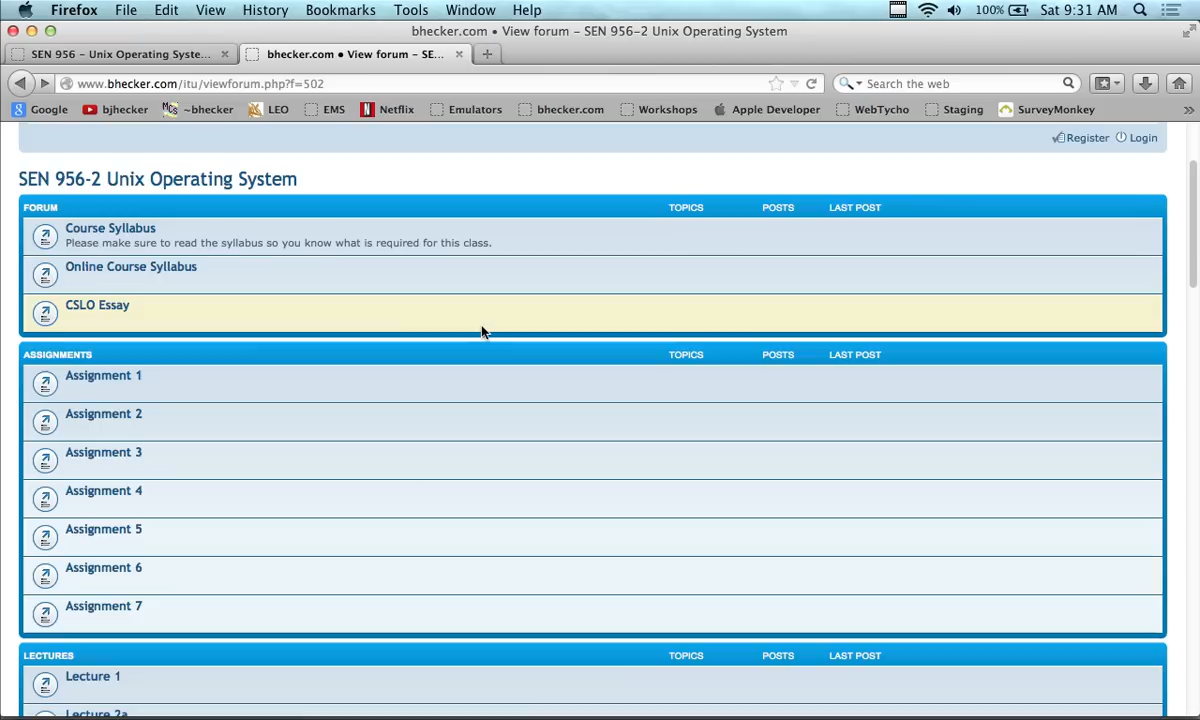 Firefox File Edit View History Bookmarks Tools Window Help 100% Sat 9:31 AM
bhecker.com • View forum – SEN 956-2 Unix Operating System
SEN 956 – Unix Operating Syste... × bhecker.com • View forum – SE... × +
www.bhecker.com/itu/viewforum.php?f=502 Search the web
Google bjhecker ~bhecker LEO EMS Netflix Emulators bhecker.com Workshops Apple Developer WebTycho Staging SurveyMonkey »
Register Login
SEN 956-2 Unix Operating System
FORUM TOPICS POSTS LAST POST
Course Syllabus
Please make sure to read the syllabus so you know what is required for this class.
Online Course Syllabus
CSLO Essay
ASSIGNMENTS TOPICS POSTS LAST POST
Assignment 1
Assignment 2
Assignment 3
Assignment 4
Assignment 5
Assignment 6
Assignment 7
LECTURES TOPICS POSTS LAST POST
Lecture 1
Lecture 2a